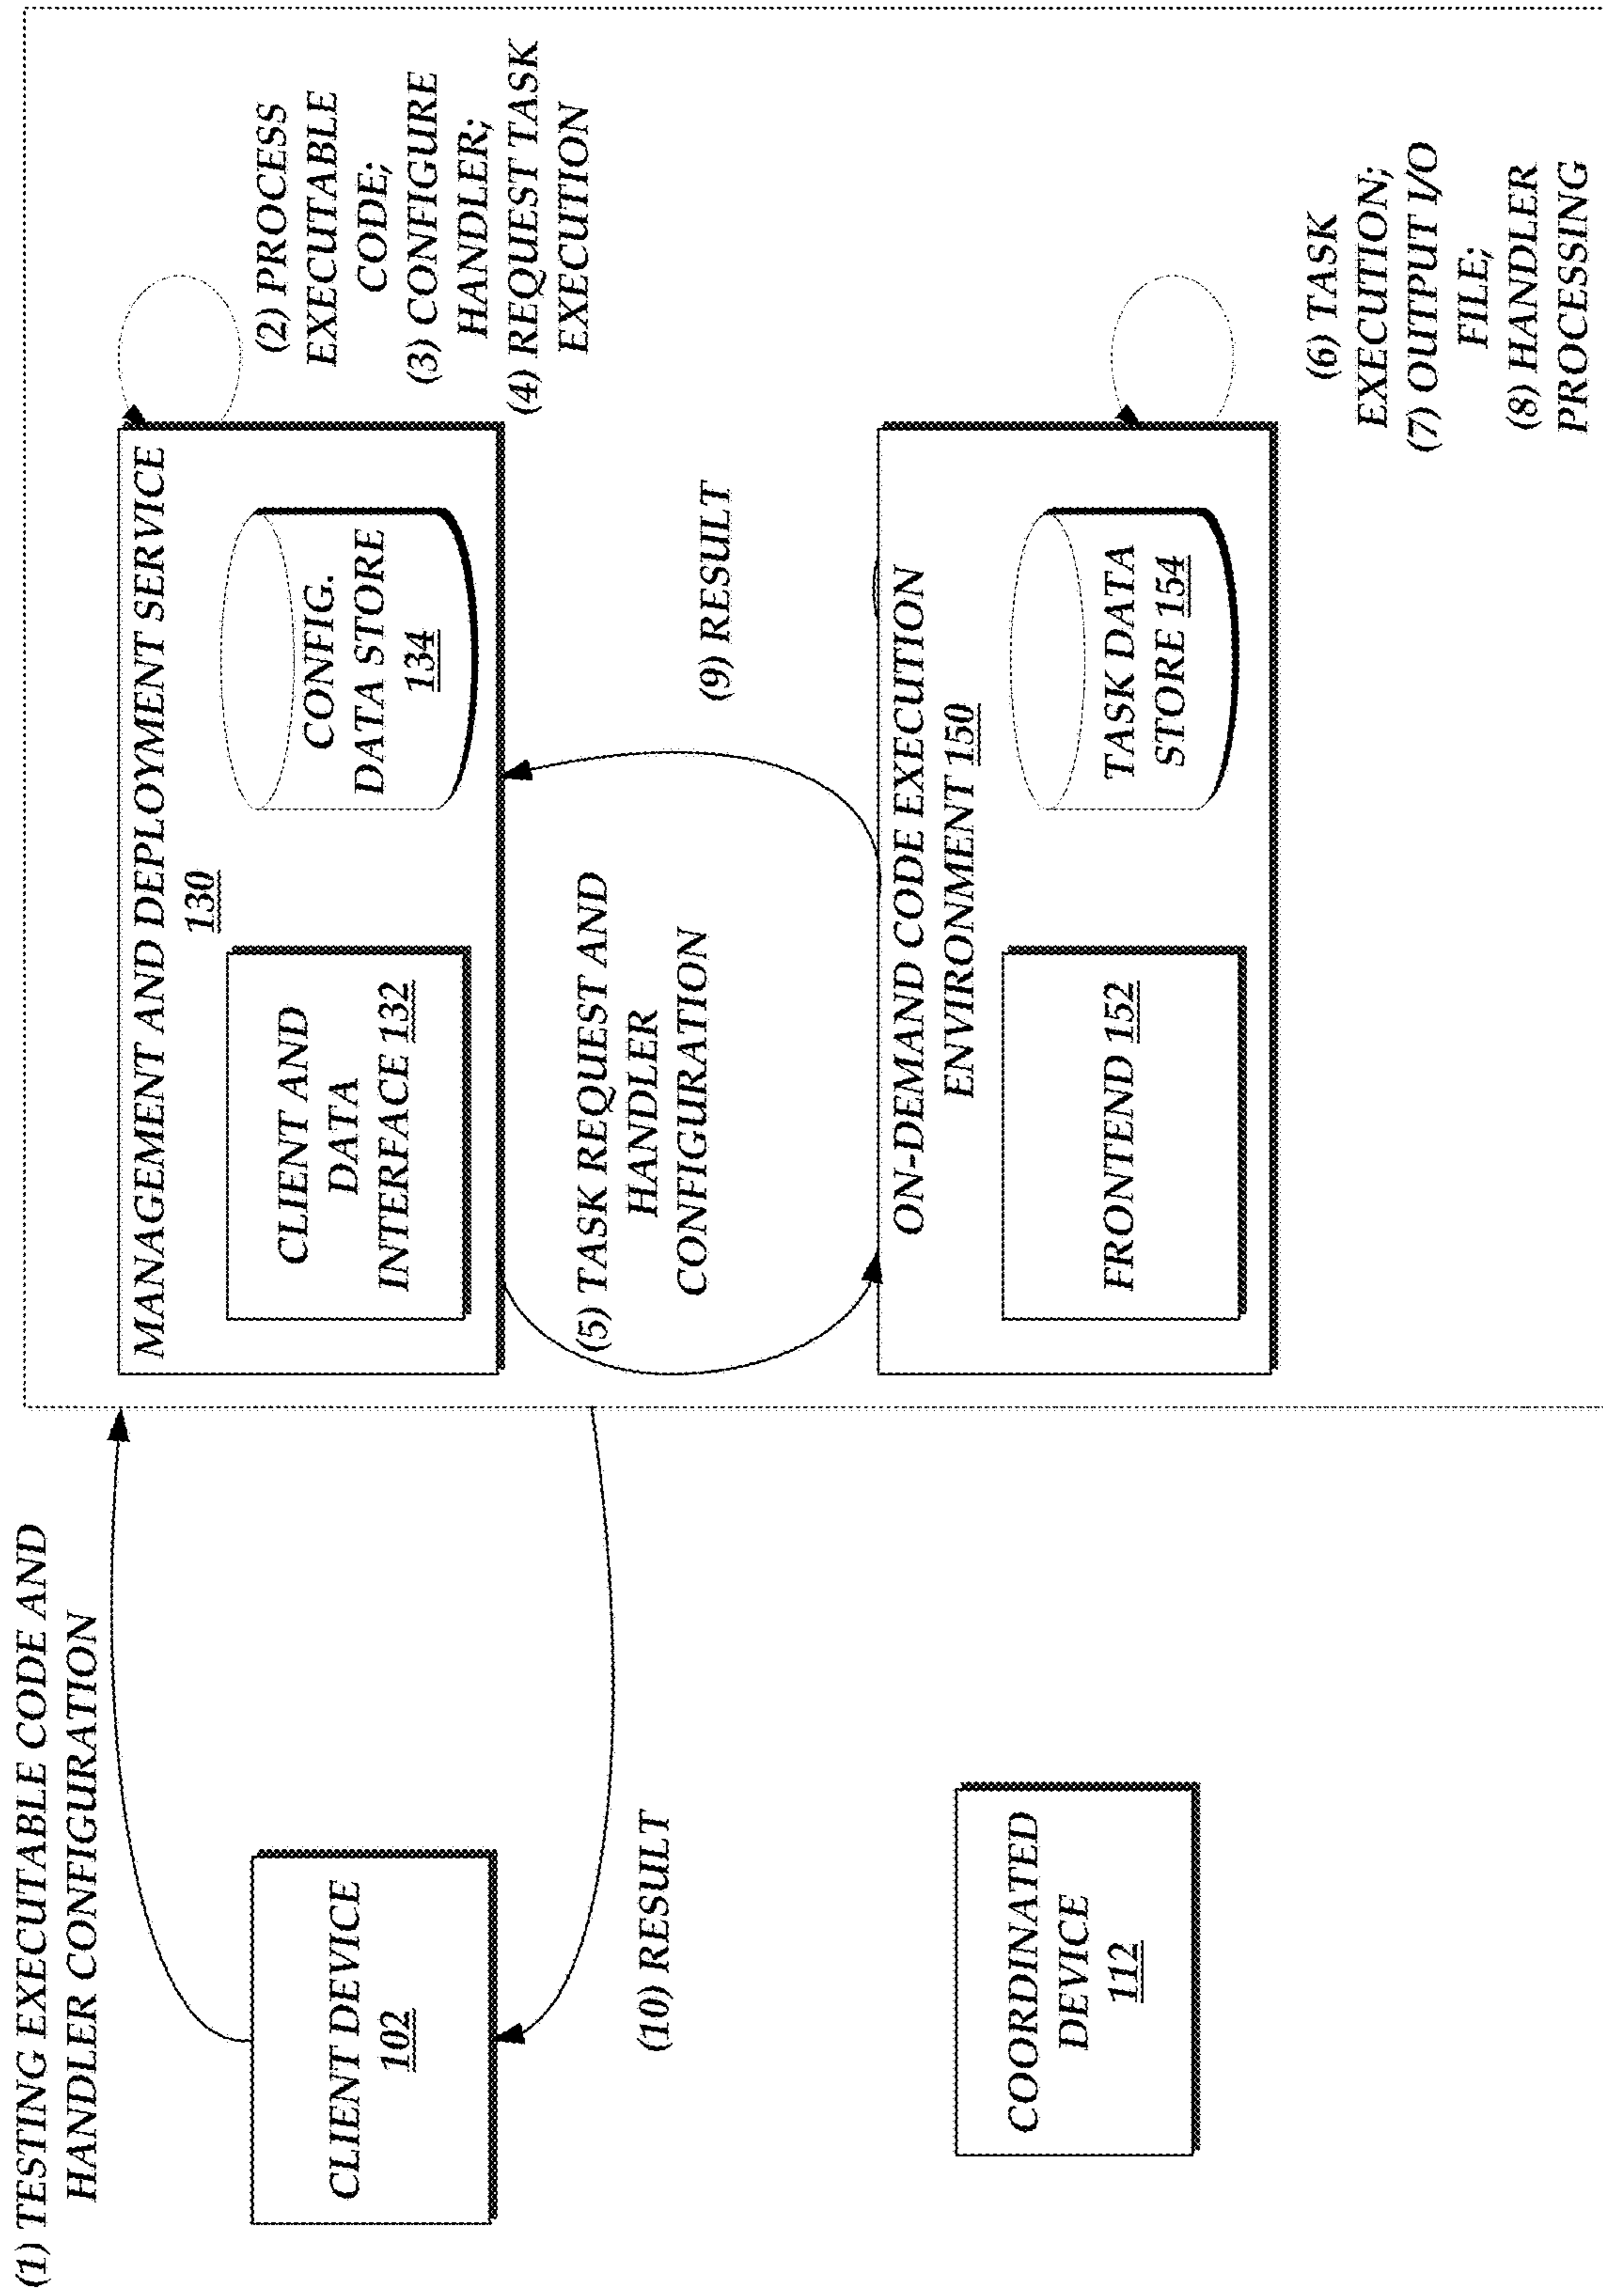 (1) TESTING EXECUTABLE CODE AND
HANDLER CONFIGURATION
CLIENT DEVICE
102
(10) RESULT
COORDINATED
DEVICE
112
MANAGEMENT AND DEPLOYMENT SERVICE
130
CLIENT AND
DATA
INTERFACE 132
CONFIG.
DATA STORE
134
(2) PROCESS
EXECUTABLE
CODE;
(3) CONFIGURE
HANDLER;
(4) REQUEST TASK
EXECUTION
(5) TASK REQUEST AND
HANDLER
CONFIGURATION
(9) RESULT
ON-DEMAND CODE EXECUTION
ENVIRONMENT 150
FRONTEND 152
TASK DATA
STORE 154
(6) TASK
EXECUTION;
(7) OUTPUT I/O
FILE;
(8) HANDLER
PROCESSING